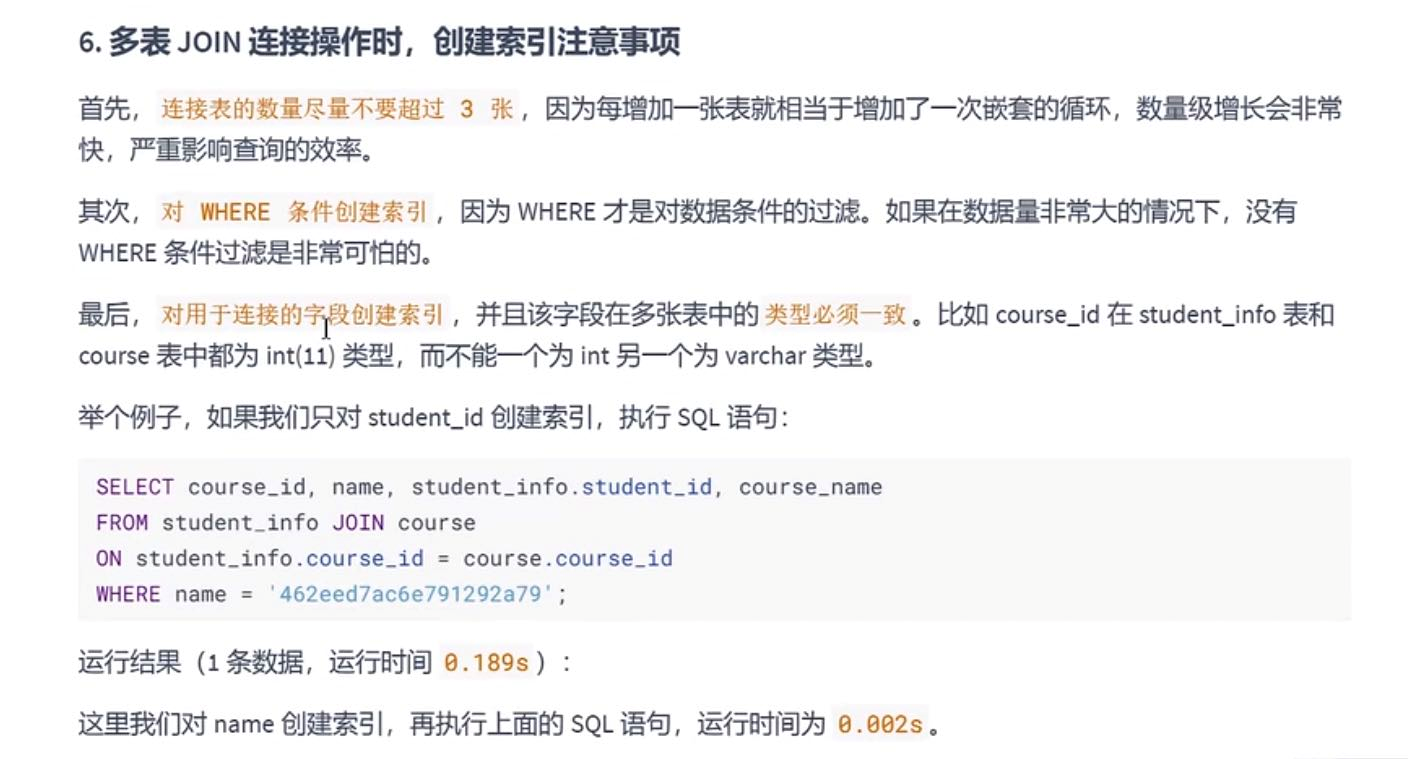 6. 多表 JOIN 连接操作时，创建索引注意事项
首先， 连接表的数量尽量不要超过 3 张 ，因为每增加一张表就相当于增加了一次嵌套的循环，数量级增长会非常
快，严重影响查询的效率。
其次， 对 WHERE 条件创建索引 ，因为 WHERE 才是对数据条件的过滤。如果在数据量非常大的情况下，没有
WHERE 条件过滤是非常可怕的。
最后， 对用于连接的字段创建索引 ，并且该字段在多张表中的 类型必须一致 。比如 course_id 在 student_info 表和
course 表中都为 int(11) 类型，而不能一个为 int 另一个为 varchar 类型。
举个例子，如果我们只对 student_id 创建索引，执行 SQL 语句：
SELECT course_id, name, student_info.student_id, course_name
FROM student_info JOIN course
ON student_info.course_id = course.course_id
WHERE name = '462eed7ac6e791292a79';
运行结果（1 条数据，运行时间 0.189s ）：
这里我们对 name 创建索引，再执行上面的 SQL 语句，运行时间为 0.002s 。